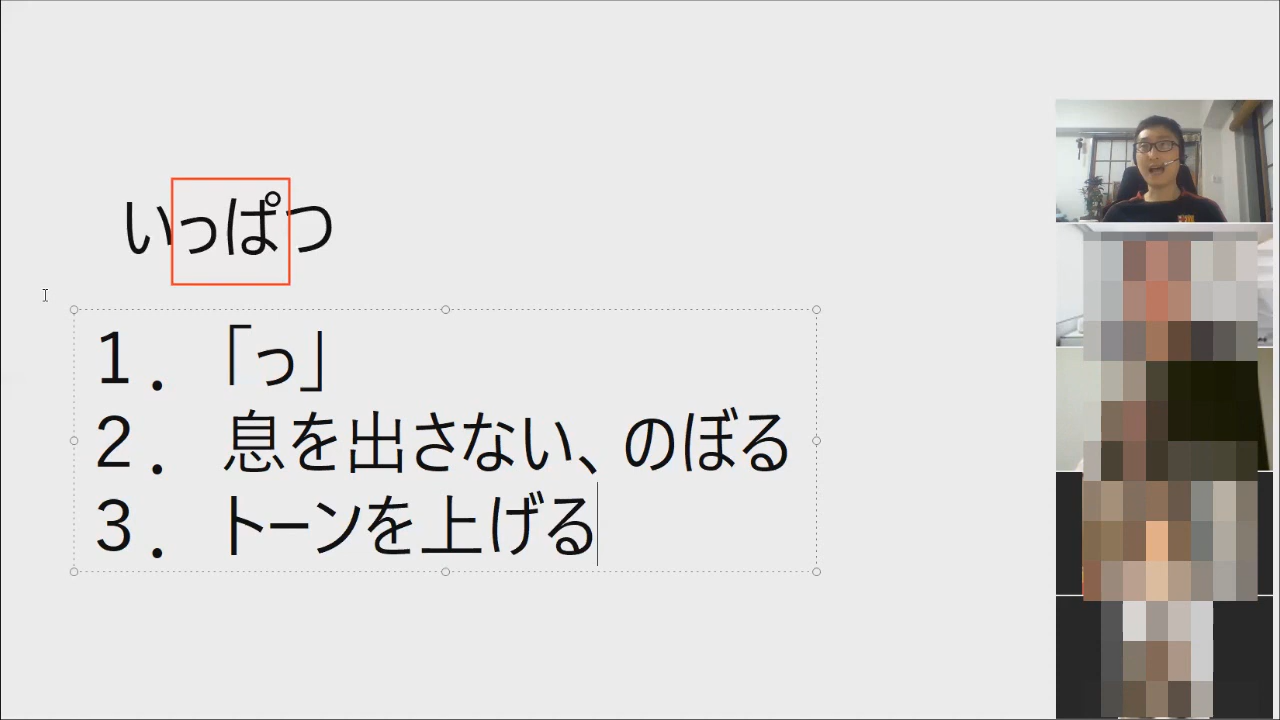 いっぱつ
1. 「っ」
2. 息を出さない、のぼる
3. トーンを上げる